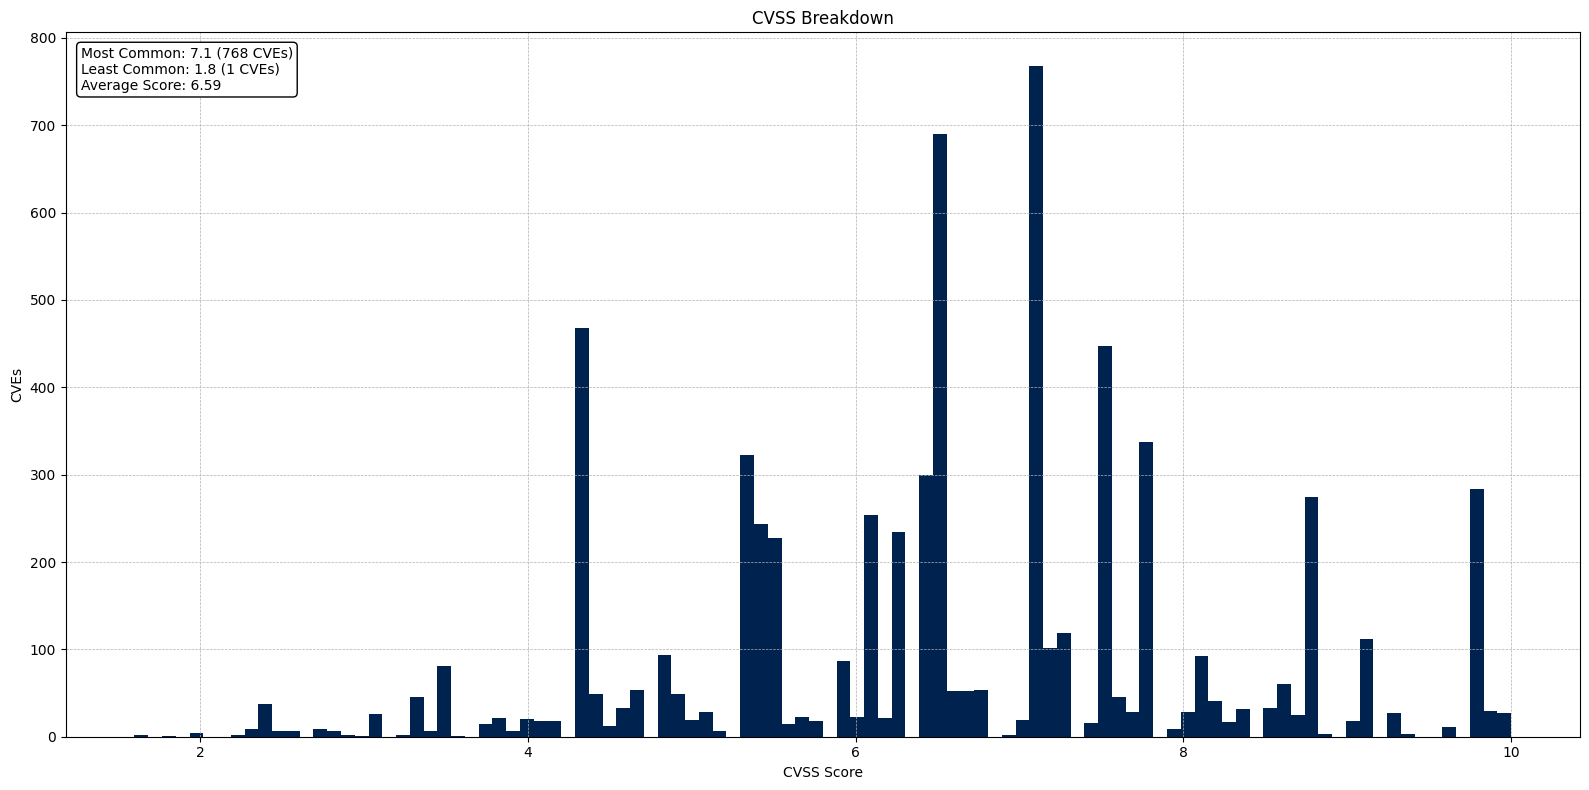 CVSS Breakdown
Most Common: 7.1 (768 CVEs)
Least Common: 1.8 (1 CVEs)
Average Score: 6.59
CVEs
800
700
600
500
400
300
200
100
0
2
4
6
8
10
CVSS Score